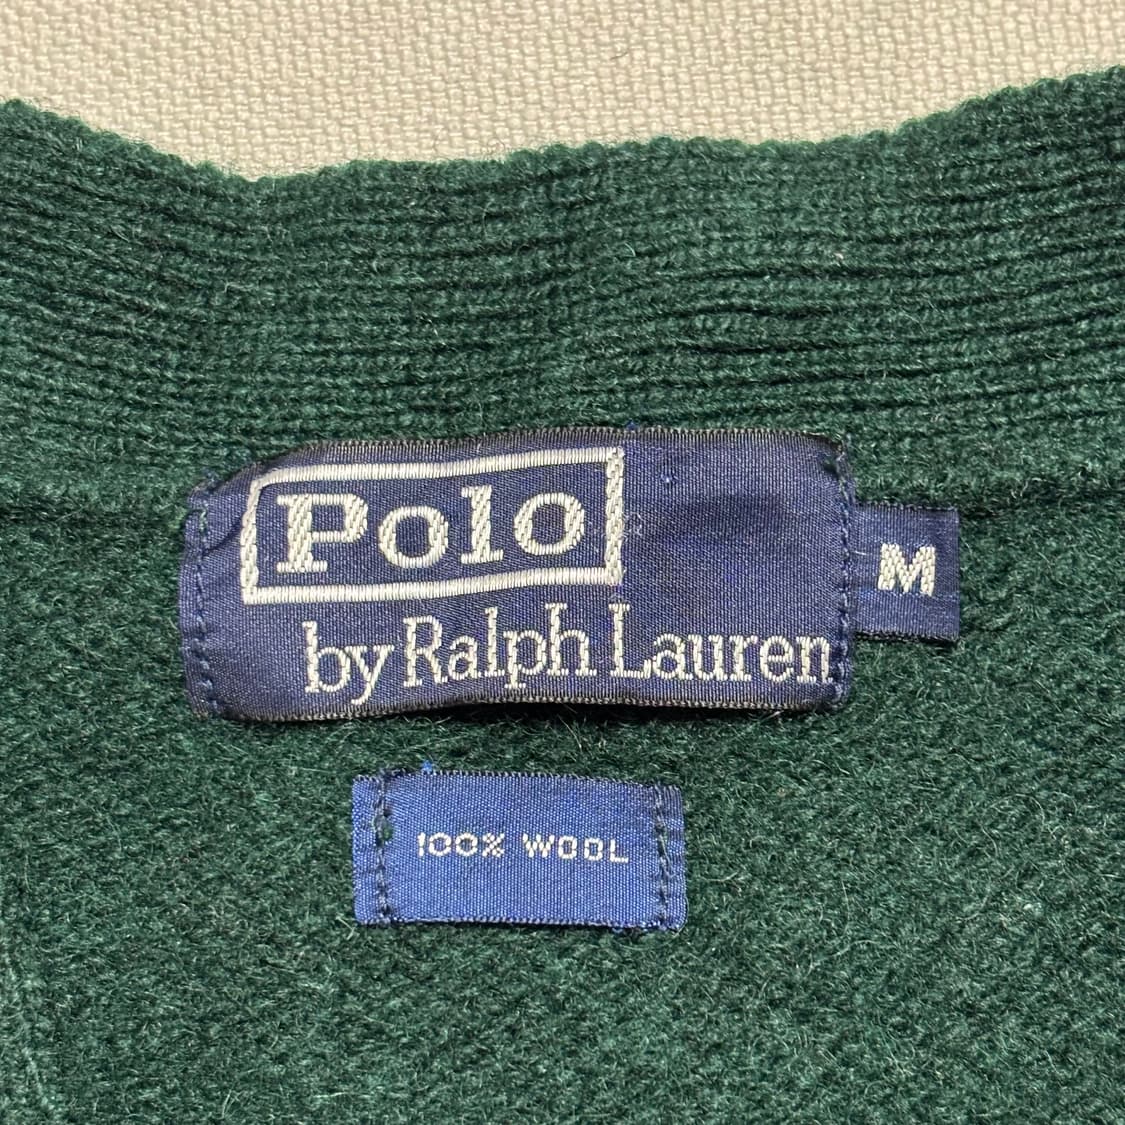 Polo
by Ralph Lauren
M
100% WOOL